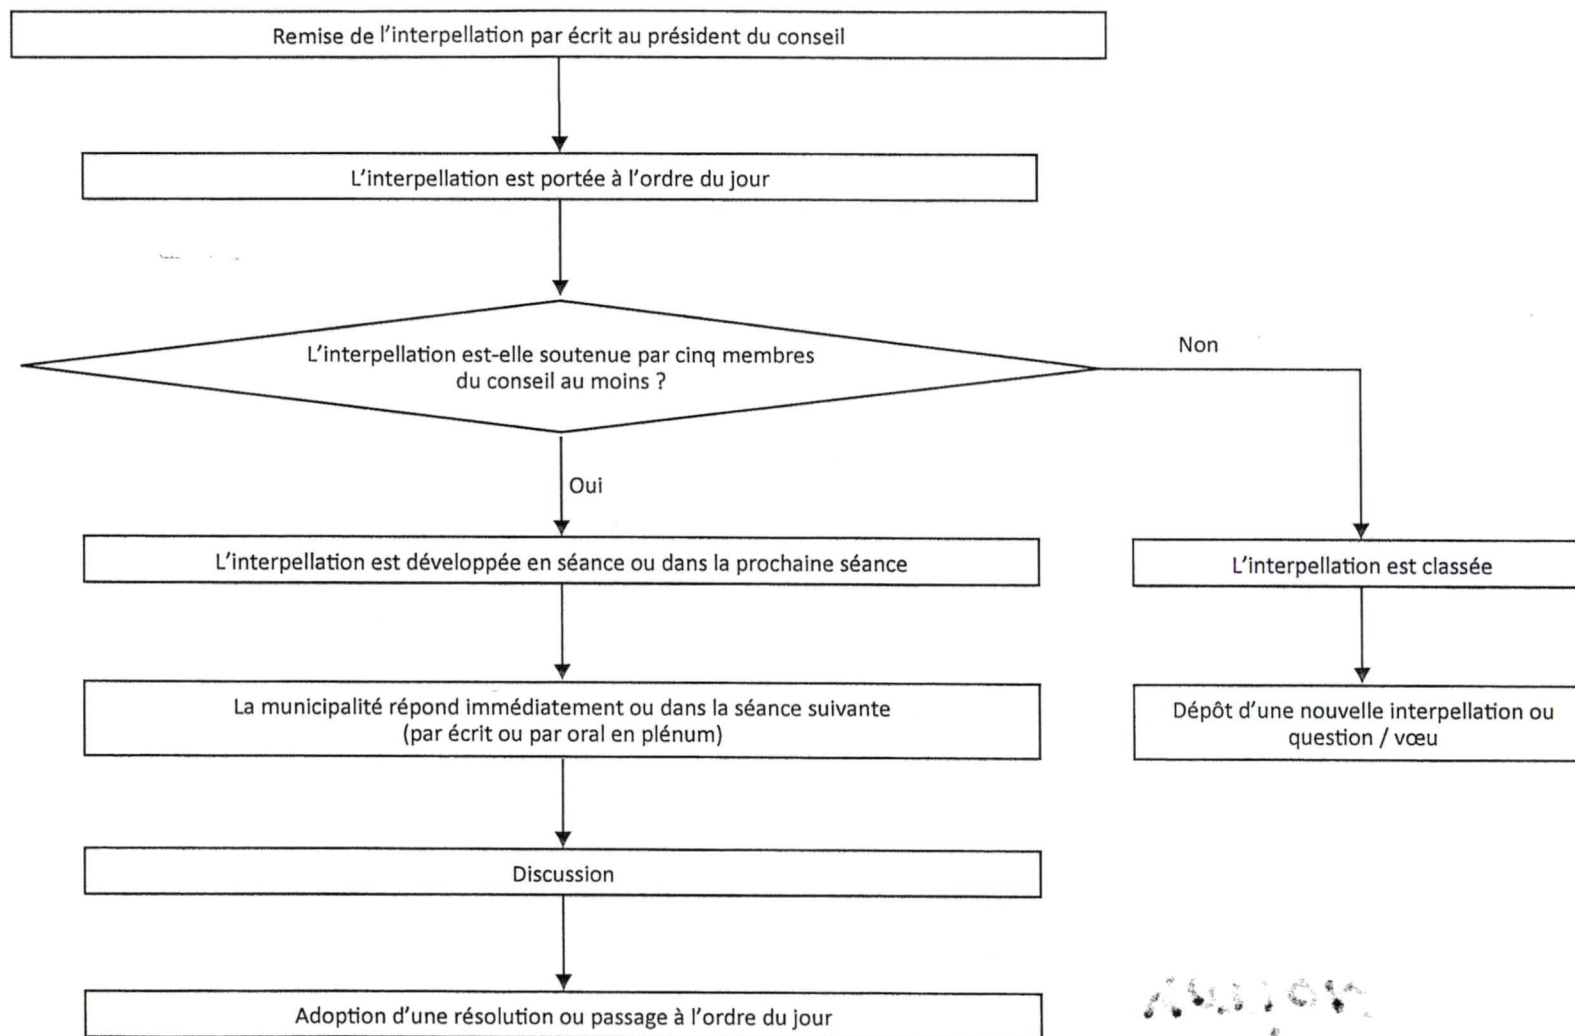 Remise de l'interpellation par écrit au président du conseil
L'interpellation est portée à l'ordre du jour
L'interpellation est-elle soutenue par cinq membres
du conseil au moins ?
Non
Oui
L'interpellation est développée en séance ou dans la prochaine séance
L'interpellation est classée
La municipalité répond immédiatement ou dans la séance suivante
(par écrit ou par oral en plénum)
Dépôt d'une nouvelle interpellation ou
question / vœu
Discussion
Adoption d'une résolution ou passage à l'ordre du jour